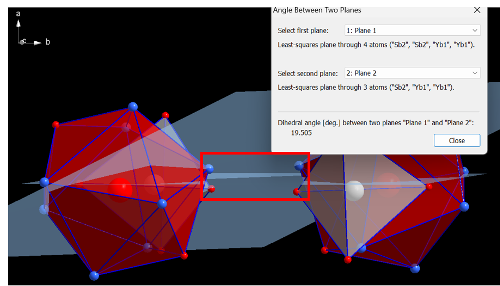 a
c
b
Angle Between Two Planes
Select first plane:
1: Plane 1
Least-squares plane through 4 atoms ("Sb2", "Sb2", "Yb1", "Yb1").
Select second plane:
2: Plane 2
Least-squares plane through 3 atoms ("Sb2", "Yb1", "Yb1").
Dihedral angle (deg.) between two planes "Plane 1" and "Plane 2":
19.505
Close